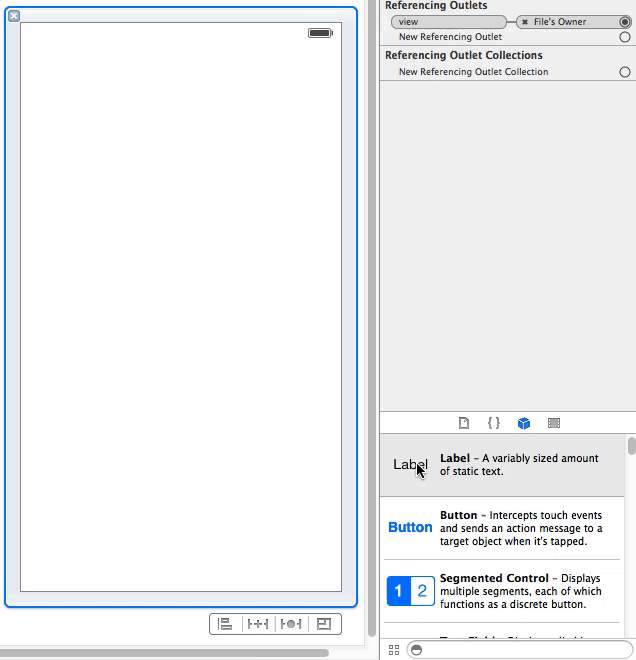 Referencing Outlets
view
File's Owner
New Referencing Outlet
Referencing Outlet Collections
New Referencing Outlet Collection
{ }
Label
Label – A variably sized amount
of static text.
Button
Button – Intercepts touch events
and sends an action message to a
target object when it's tapped.
1 2
Segmented Control – Displays
multiple segments, each of which
functions as a discrete button.